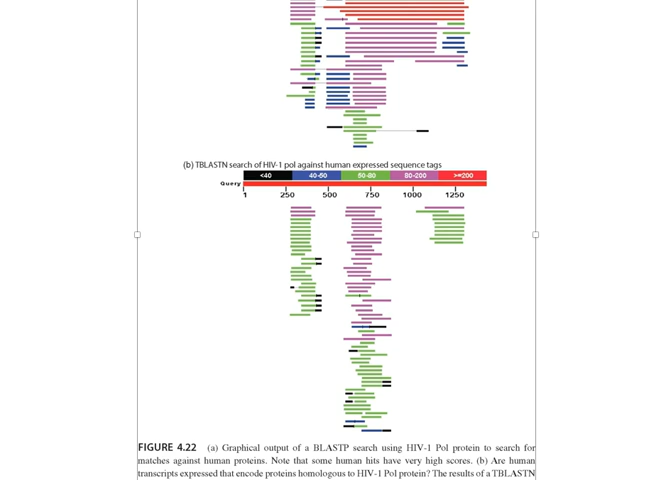 (b) TBLASTN search of HIV-1 pol against human expressed sequence tags
<40 40-50 50-80 80-200 >=200
Query
1 250 500 750 1000 1250
FIGURE 4.22 (a) Graphical output of a BLASTP search using HIV-1 Pol protein to search for
matches against human proteins. Note that some human hits have very high scores. (b) Are human
transcripts expressed that encode proteins homologous to HIV-1 Pol protein? The results of a TBLASTN